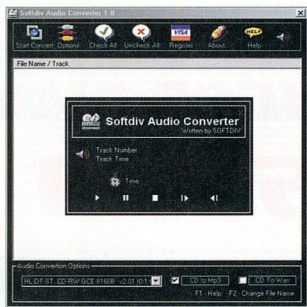 Softdiv Audio Converter 1.0
Start Convert Options Check All Uncheck All Register About Help
VISA
HELP
File Name / Track
Softdiv Audio Converter
Written by SOFTDIV
Track Number
Track Time
Time
Audio Convertion Options
CD to Mp3 CD To Wav
F1 - Help F2 - Change File Name